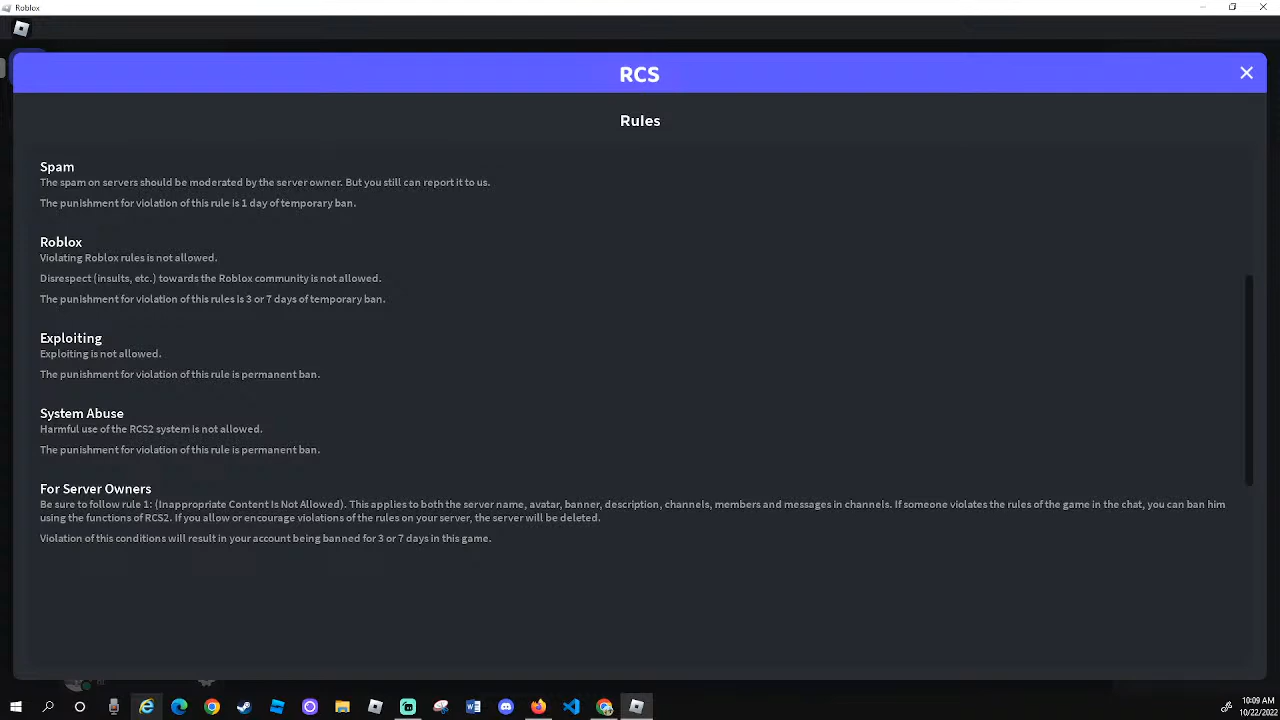 Roblox
RCS
Rules
Spam
The spam on servers should be moderated by the server owner. But you still can report it to us.
The punishment for violation of this rule is 1 day of temporary ban.
Roblox
Violating Roblox rules is not allowed.
Disrespect (insults, etc.) towards the Roblox community is not allowed.
The punishment for violation of this rules is 3 or 7 days of temporary ban.
Exploiting
Exploiting is not allowed.
The punishment for violation of this rule is permanent ban.
System Abuse
Harmful use of the RCS2 system is not allowed.
The punishment for violation of this rule is permanent ban.
For Server Owners
Be sure to follow rule 1: (Inappropriate Content Is Not Allowed). This applies to both the server name, avatar, banner, description, channels, members and messages in channels. If someone violates the rules of the game in the chat, you can ban him
using the functions of RCS2. If you allow or encourage violations of the rules on your server, the server will be deleted.
Violation of this conditions will result in your account being banned for 3 or 7 days in this game.
10:09 AM
10/22/2022